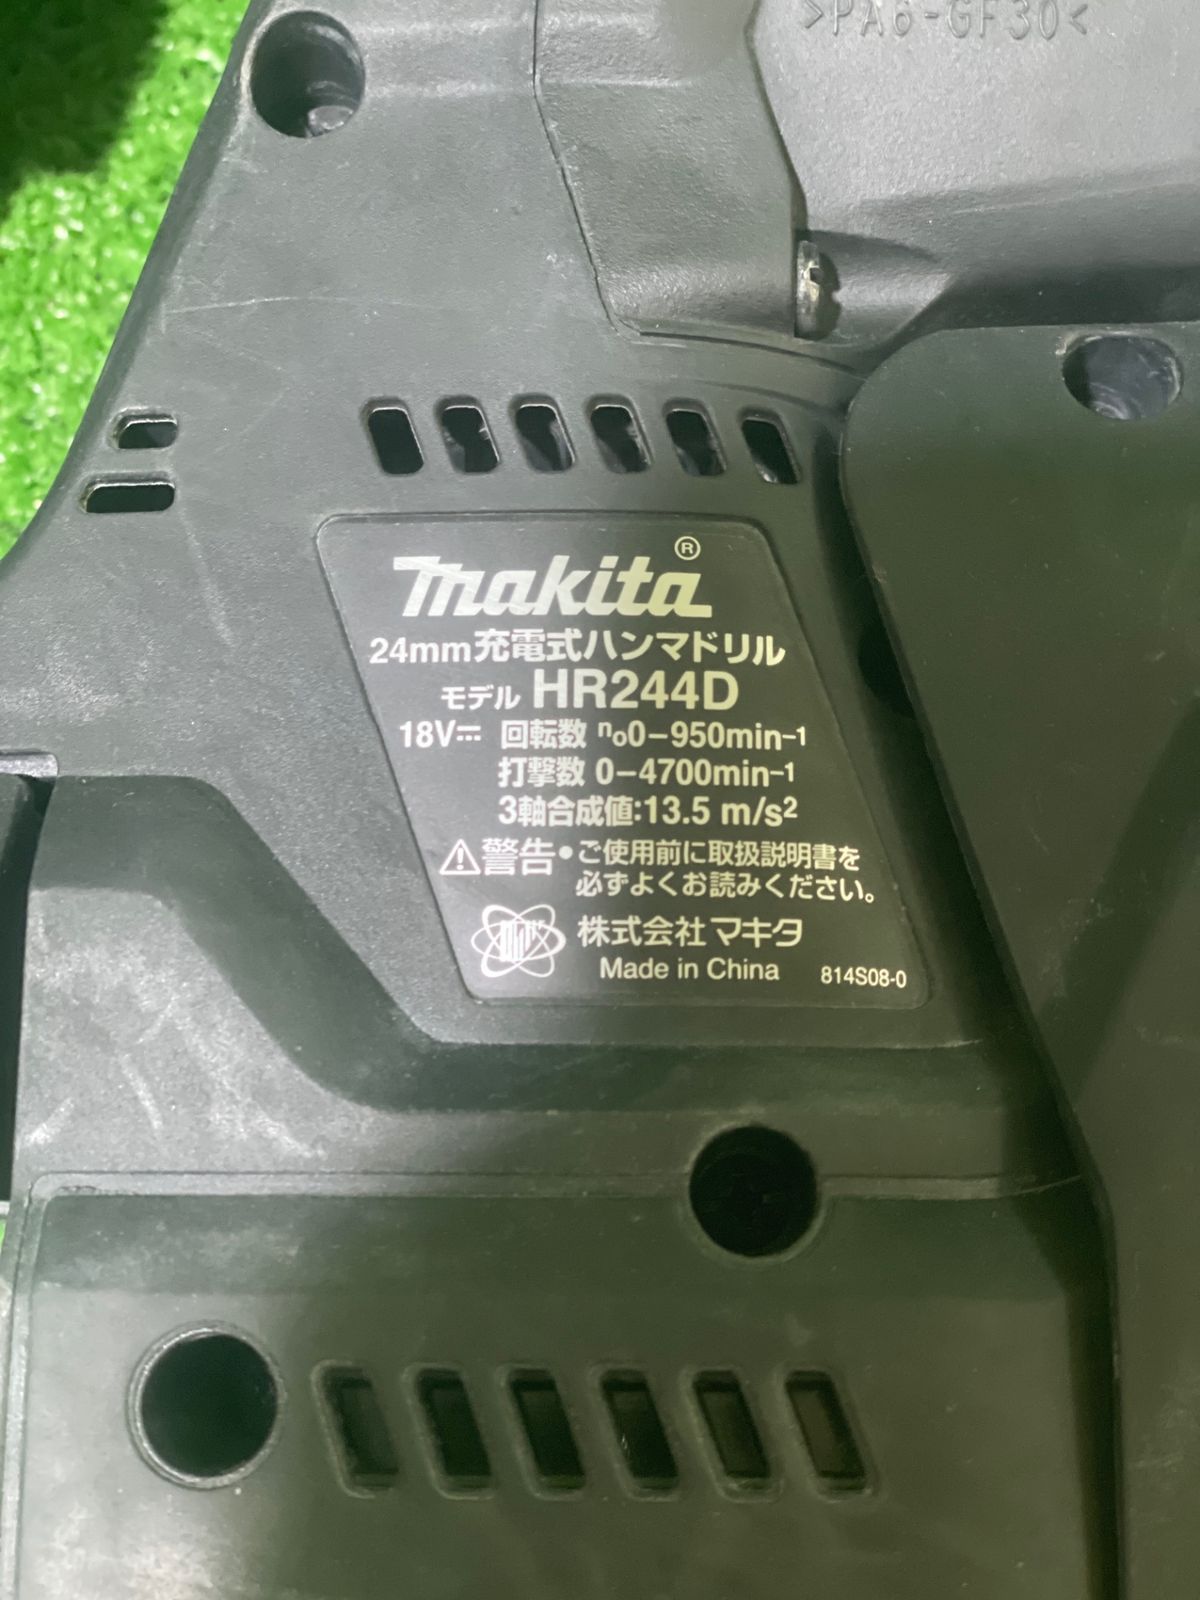 >PA6-GF30<
makita®
24mm充電式ハンマドリル
モデル HR244D
18V⎓ 回転数 n₀0−950min⁻¹
打撃数 0−4700min⁻¹
3軸合成値:13.5 m/s²
⚠警告•ご使用前に取扱説明書を
必ずよくお読みください。
株式会社 マキタ
Made in China 814S08-0